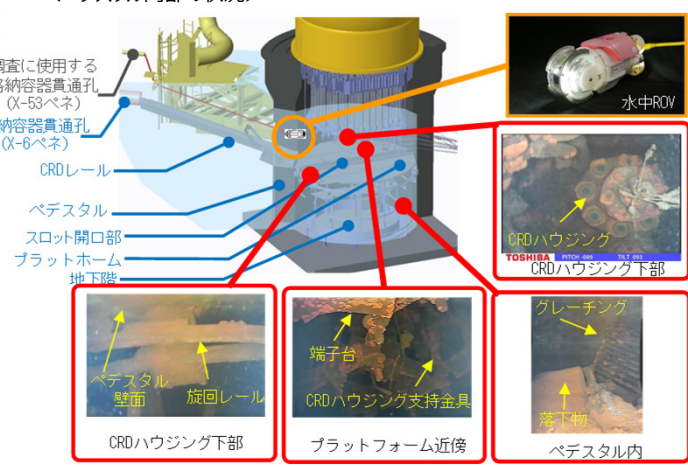 調査に使用する
格納容器貫通孔
(X-53ペネ)
納容器貫通孔
(X-6ペネ)
CRDレール
ペデスタル
スロット開口部
プラットホーム
地下階
水中ROV
CRDハウジング
TOSHIBA PITCH -009 TILT 093
CRDハウジング下部
ペデスタル
壁面
旋回レール
CRDハウジング下部
端子台
CRDハウジング支持金具
プラットフォーム近傍
グレーチング
落下物
ペデスタル内